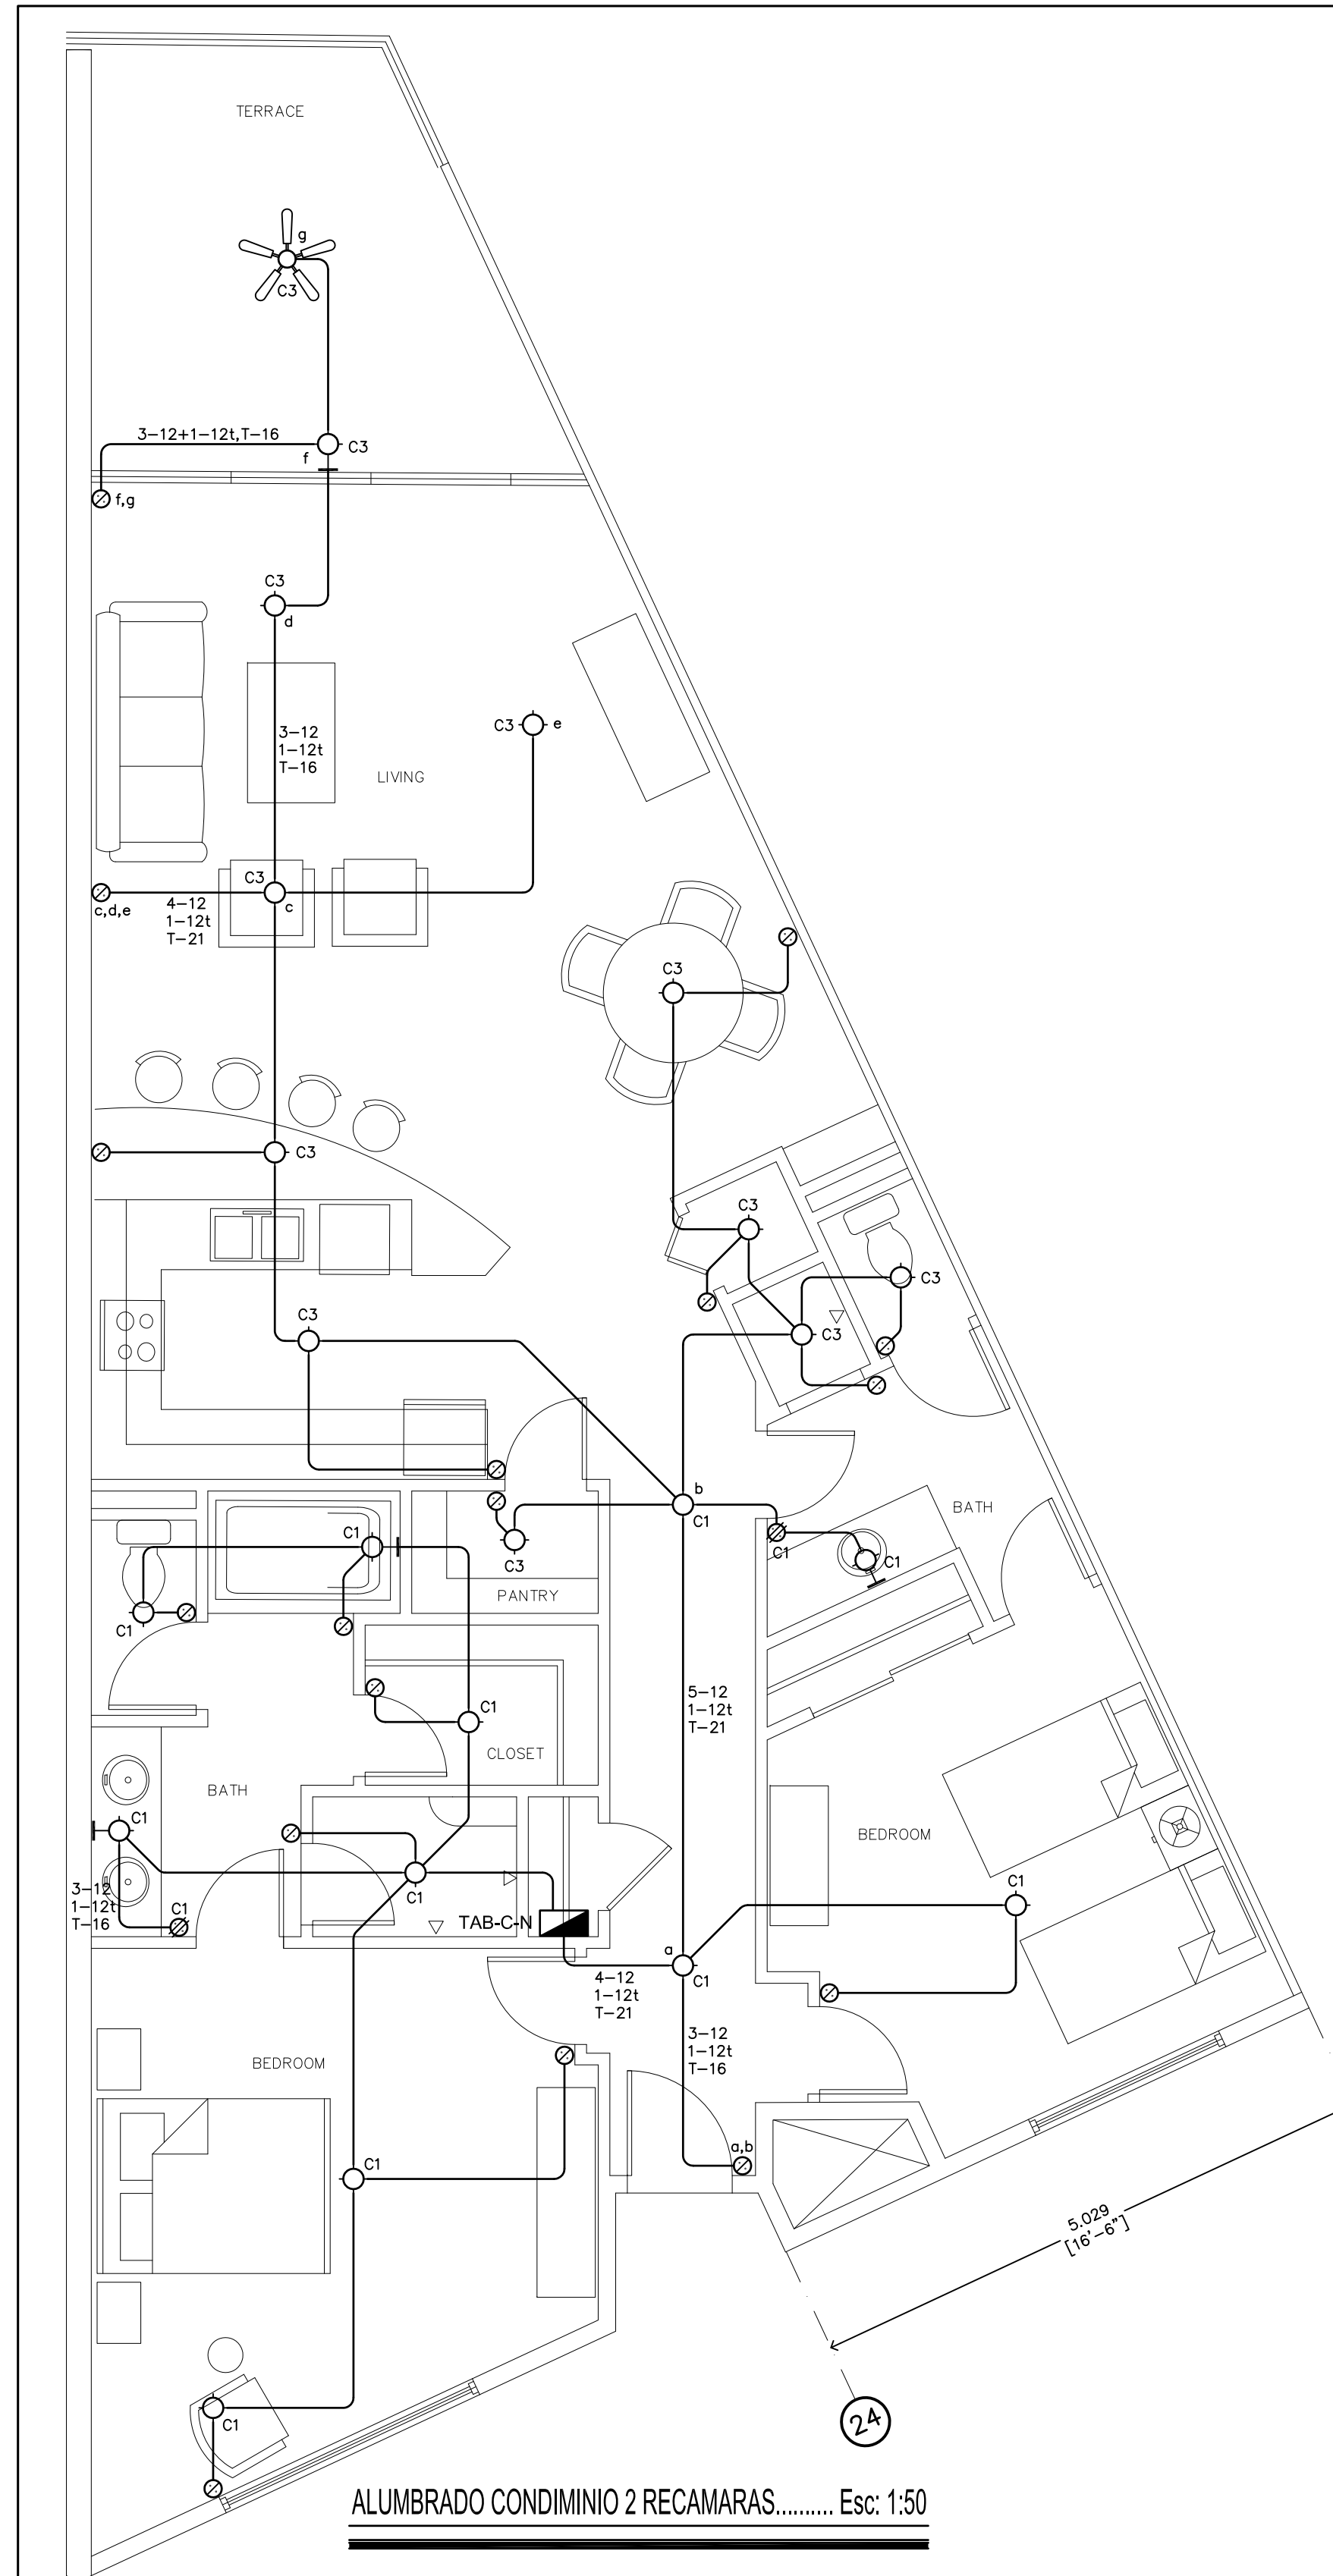 TERRACE
g
C3
3-12+1-12t,T-16
C3
f
f,g
C3
d
3-12
1-12t
T-16
C3
e
LIVING
C3
c
c,d,e
4-12
1-12t
T-21
C3
C3
C3
C3
C3
C3
b
C1
C3
PANTRY
BATH
C1
C1
C1
C1
5-12
1-12t
T-21
C1
CLOSET
BATH
C1
BEDROOM
3-12
1-12t
T-16
C1
C1
TAB-C-N
C1
a
C1
4-12
1-12t
T-21
3-12
1-12t
T-16
BEDROOM
a,b
C1
5.029
[16'-6"]
C1
24
ALUMBRADO CONDIMINIO 2 RECAMARAS.......... Esc: 1:50